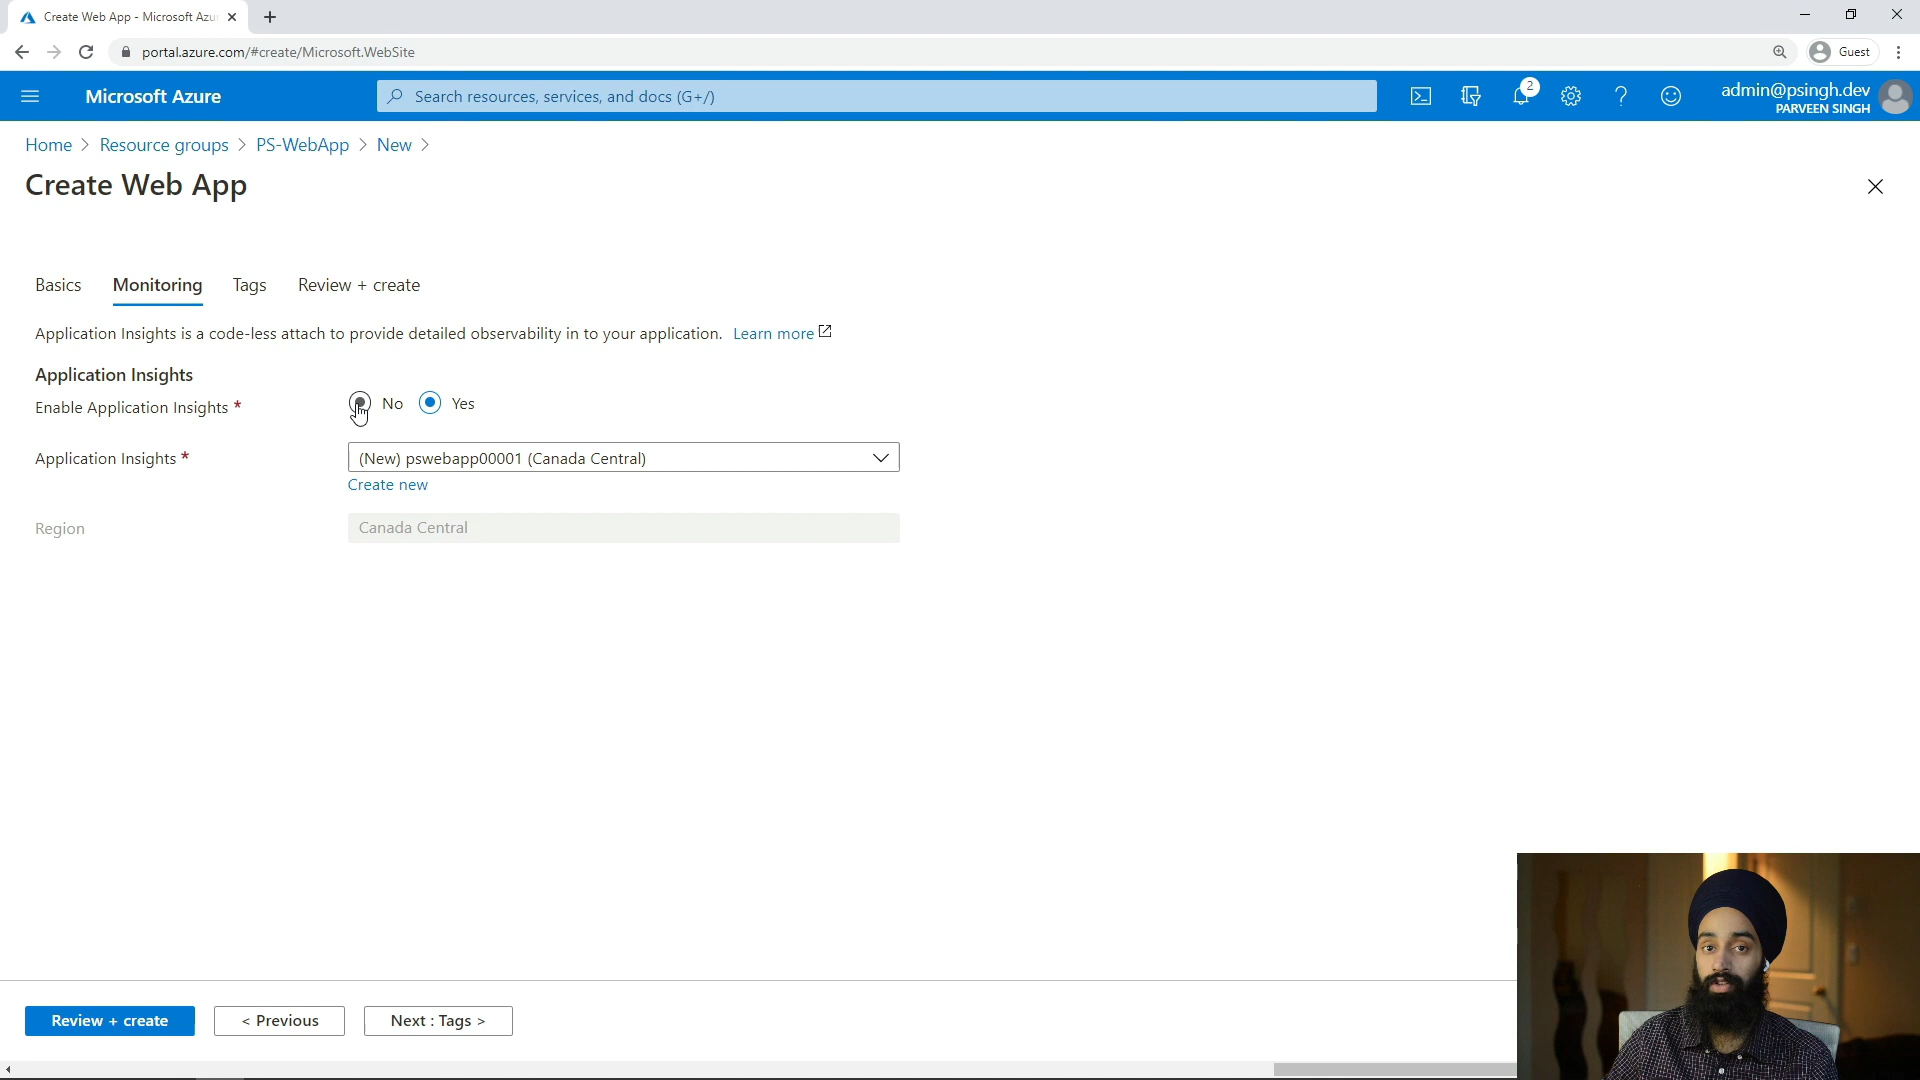 Create Web App - Microsoft Azu
portal.azure.com/#create/Microsoft.WebSite
Guest
Microsoft Azure
Search resources, services, and docs (G+/)
2
admin@psingh.dev
PARVEEN SINGH
Home > Resource groups > PS-WebApp > New >
Create Web App
Basics Monitoring Tags Review + create
Application Insights is a code-less attach to provide detailed observability in to your application. Learn more
Application Insights
Enable Application Insights * No Yes
Application Insights * (New) pswebapp00001 (Canada Central)
Create new
Region Canada Central
Review + create < Previous Next : Tags >